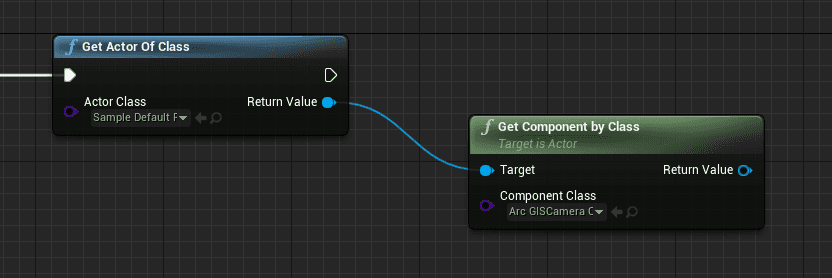 f Get Actor Of Class
Actor Class
Return Value
Sample Default
f Get Component by Class
Target is Actor
Target
Return Value
Component Class
Arc GISCamera